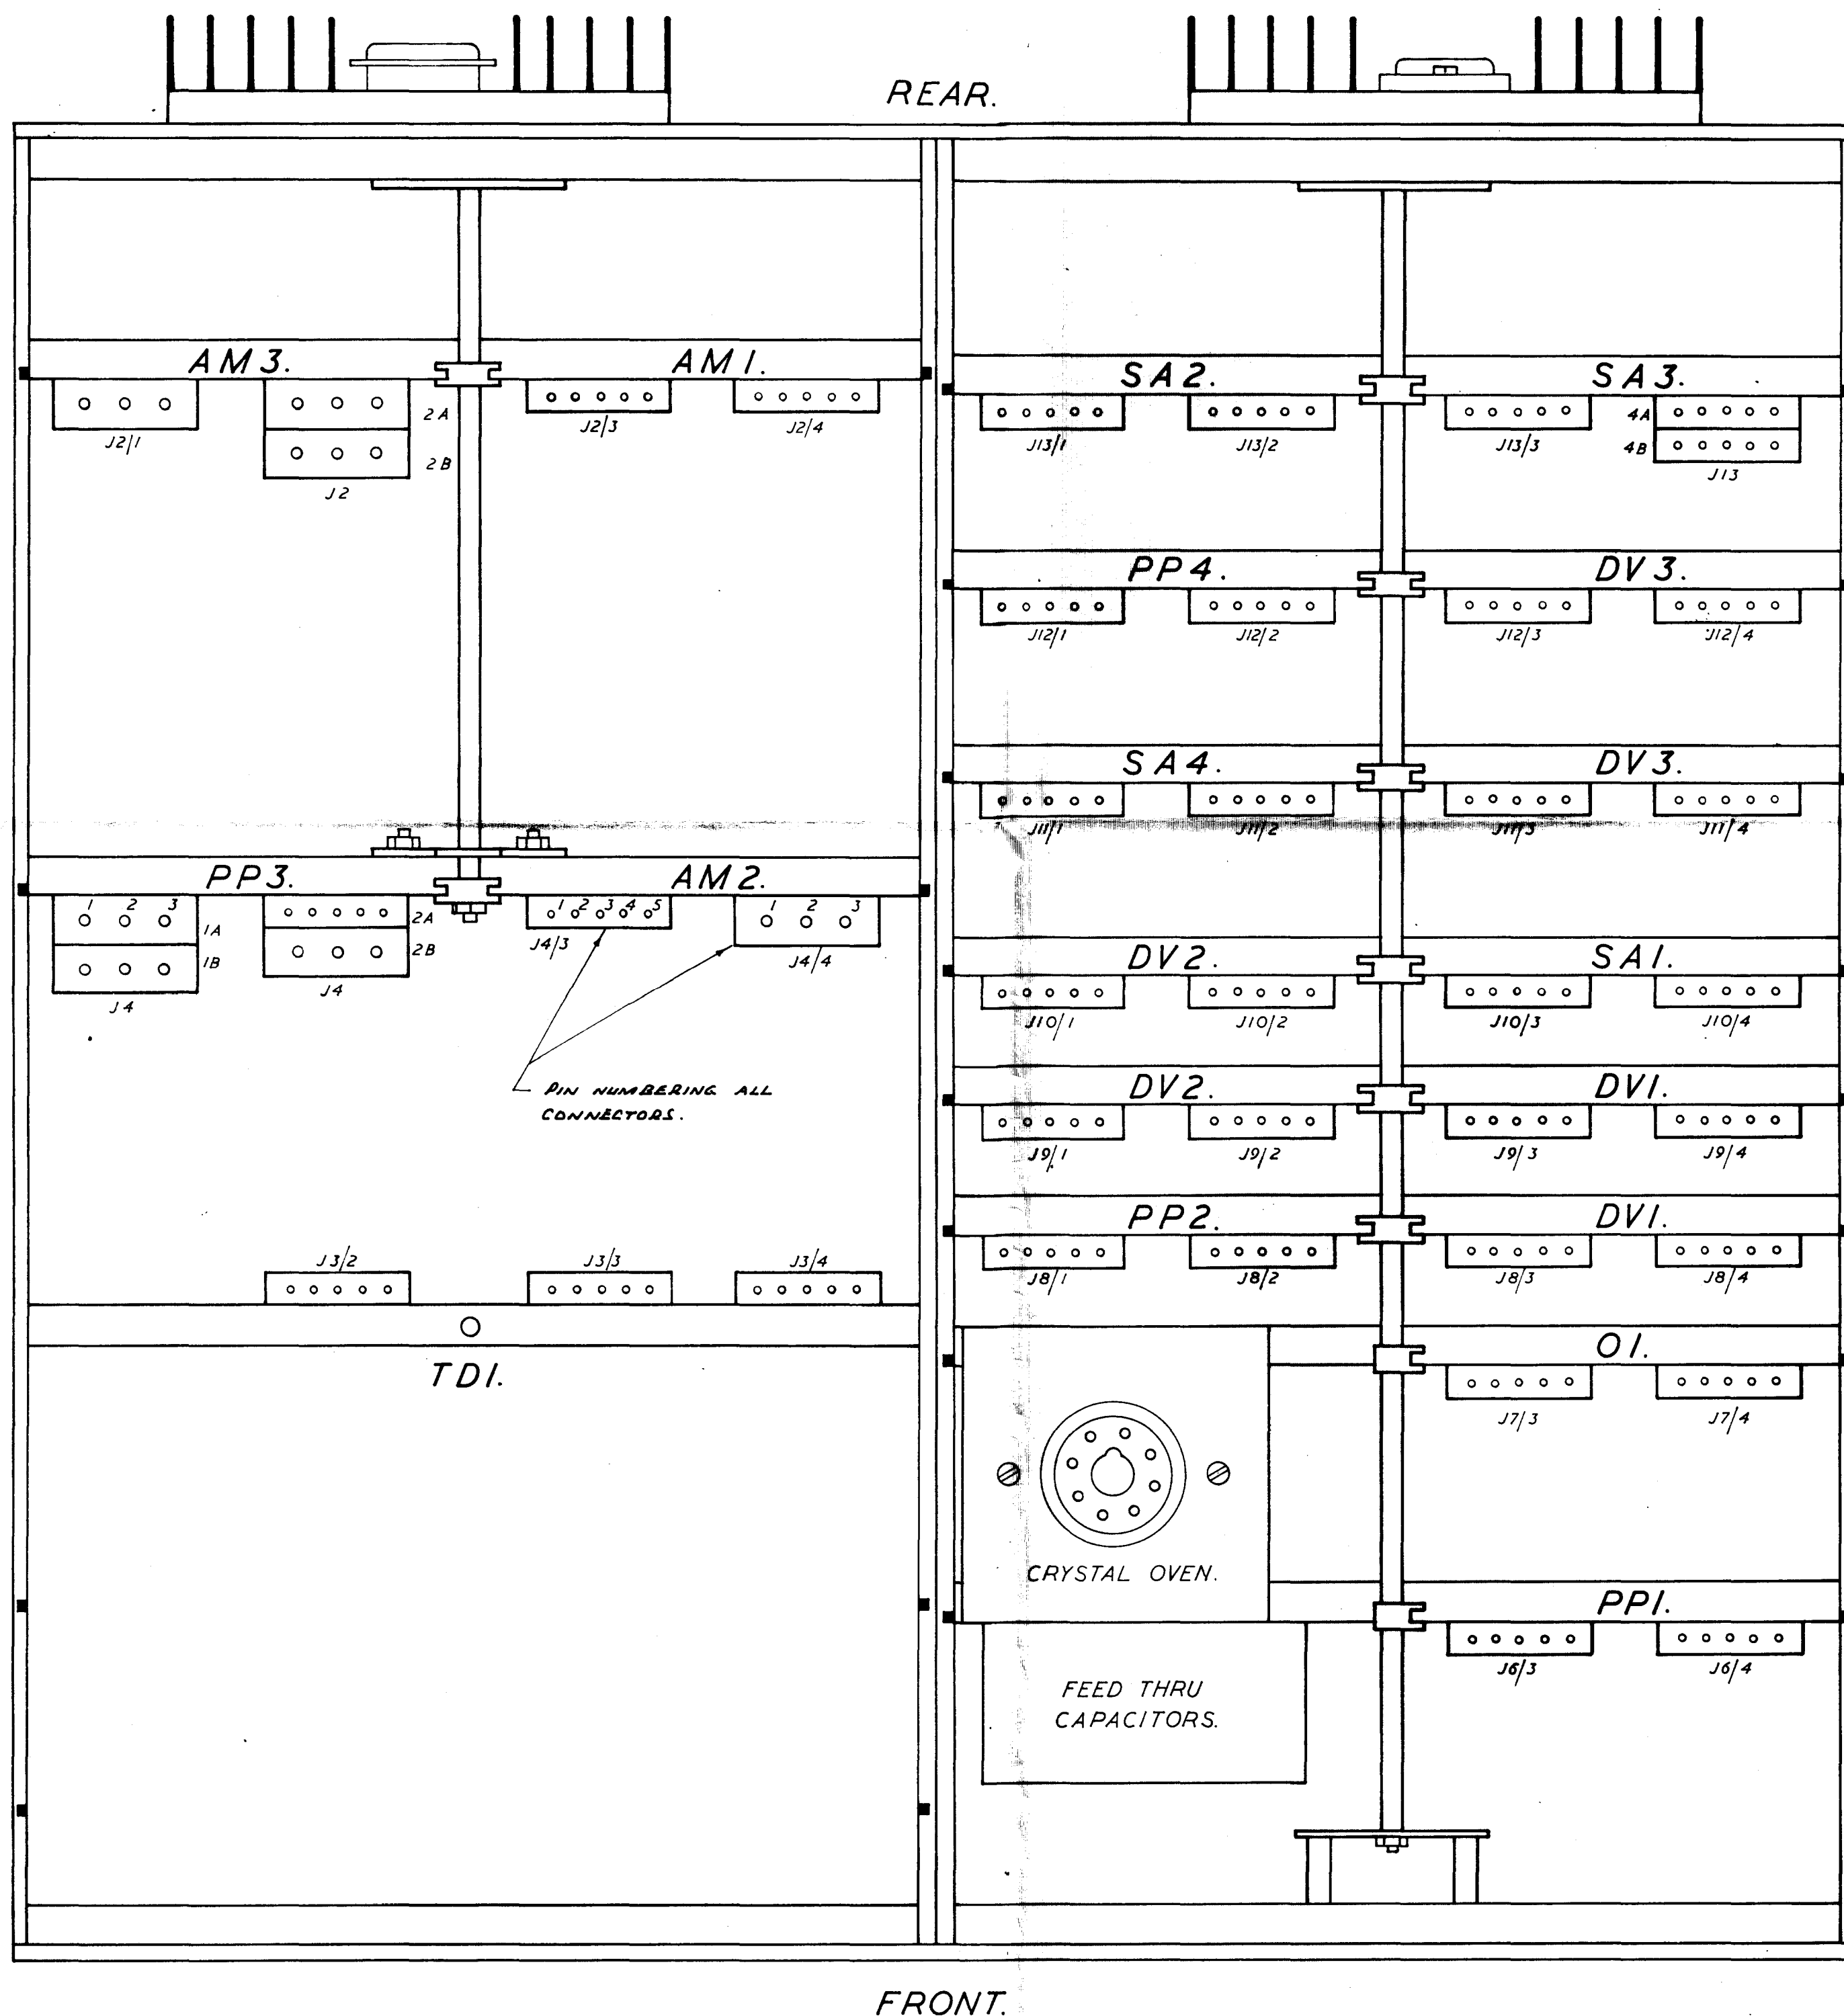 REAR.
AM3.
AM1.
J2/1
2A
2B
J2
J2/3
J2/4
PP3.
AM2.
1 2 3
1A
1B
J4
2A
2B
J4
1 2 3 4 5
J4/3
1 2 3
J4/4
PIN NUMBERING ALL
CONNECTORS.
J3/2
J3/3
J3/4
TD1.
SA2.
SA3.
J13/1
J13/2
J13/3
4A
4B
J13
PP4.
DV3.
J12/1
J12/2
J12/3
J12/4
SA4.
DV3.
J11/1
J11/2
J11/3
J11/4
DV2.
SA1.
J10/1
J10/2
J10/3
J10/4
DV2.
DV1.
J9/1
J9/2
J9/3
J9/4
PP2.
DV1.
J8/1
J8/2
J8/3
J8/4
O1.
J7/3
J7/4
CRYSTAL OVEN.
PP1.
J6/3
J6/4
FEED THRU
CAPACITORS.
FRONT.